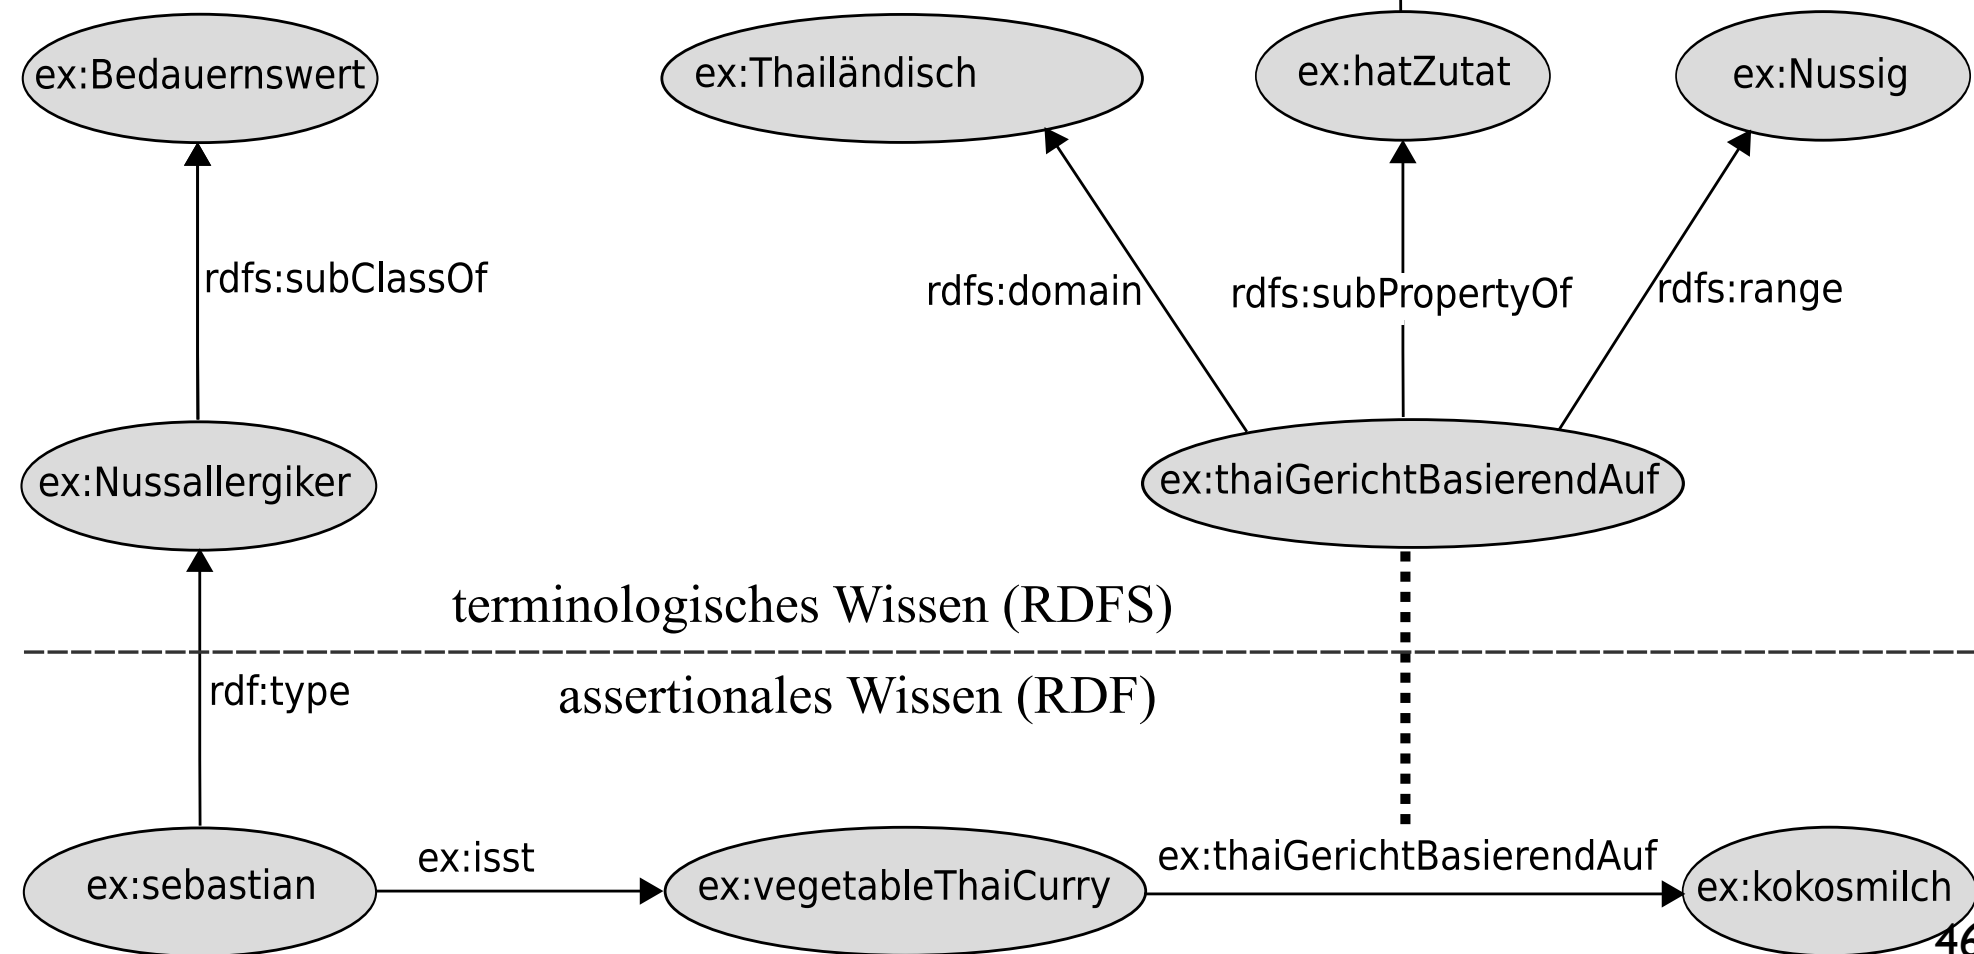 ex:Bedauernswert
ex:Thailändisch
ex:hatZutat
ex:Nussig
rdfs:subClassOf
rdfs:domain
rdfs:subPropertyOf
rdfs:range
ex:Nussallergiker
ex:thaiGerichtBasierendAuf
terminologisches Wissen (RDFS)
rdf:type
assertionales Wissen (RDF)
ex:sebastian
ex:isst
ex:vegetableThaiCurry
ex:thaiGerichtBasierendAuf
ex:kokosmilch
46